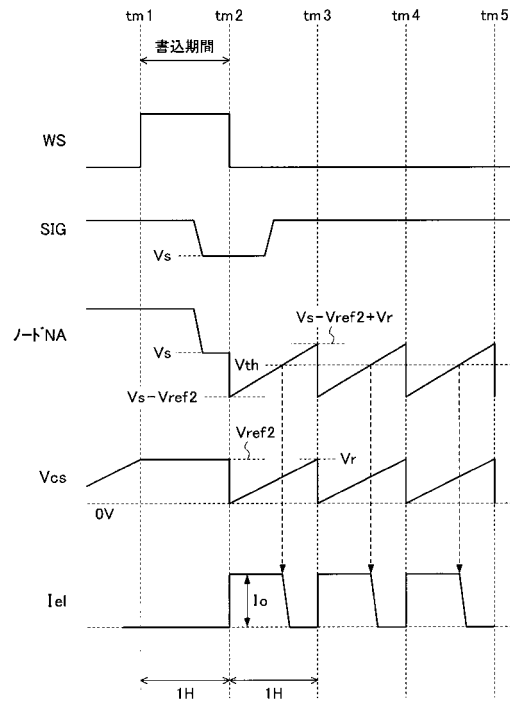 tm1 tm2 tm3 tm4 tm5
書込期間
WS
SIG
Vs
Vs-Vref2+Vr
ノードNA
Vs
Vth
Vs-Vref2
Vref2
Vr
Vcs
0V
Iel
Io
1H 1H